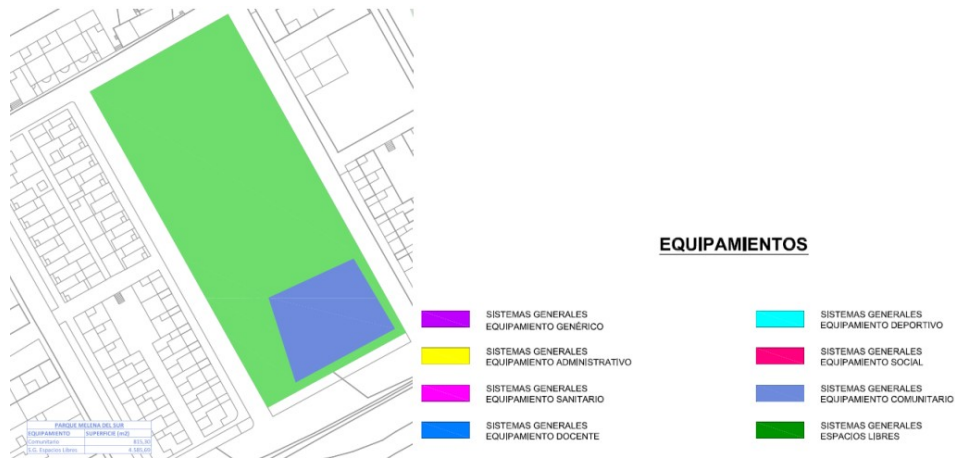 EQUIPAMIENTOS
SISTEMAS GENERALES
EQUIPAMIENTO GENÉRICO
SISTEMAS GENERALES
EQUIPAMIENTO ADMINISTRATIVO
SISTEMAS GENERALES
EQUIPAMIENTO SANITARIO
SISTEMAS GENERALES
EQUIPAMIENTO DOCENTE
SISTEMAS GENERALES
EQUIPAMIENTO DEPORTIVO
SISTEMAS GENERALES
EQUIPAMIENTO SOCIAL
SISTEMAS GENERALES
EQUIPAMIENTO COMUNITARIO
SISTEMAS GENERALES
ESPACIOS LIBRES
PARQUE MELENA DEL SUR
EQUIPAMIENTO SUPERFICIE (m2)
Comunitario
S.G. Espacios Libres